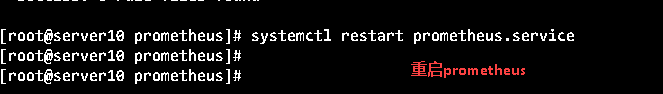 [root@server10 prometheus]# systemctl restart prometheus.service
[root@server10 prometheus]#
[root@server10 prometheus]#
重启prometheus